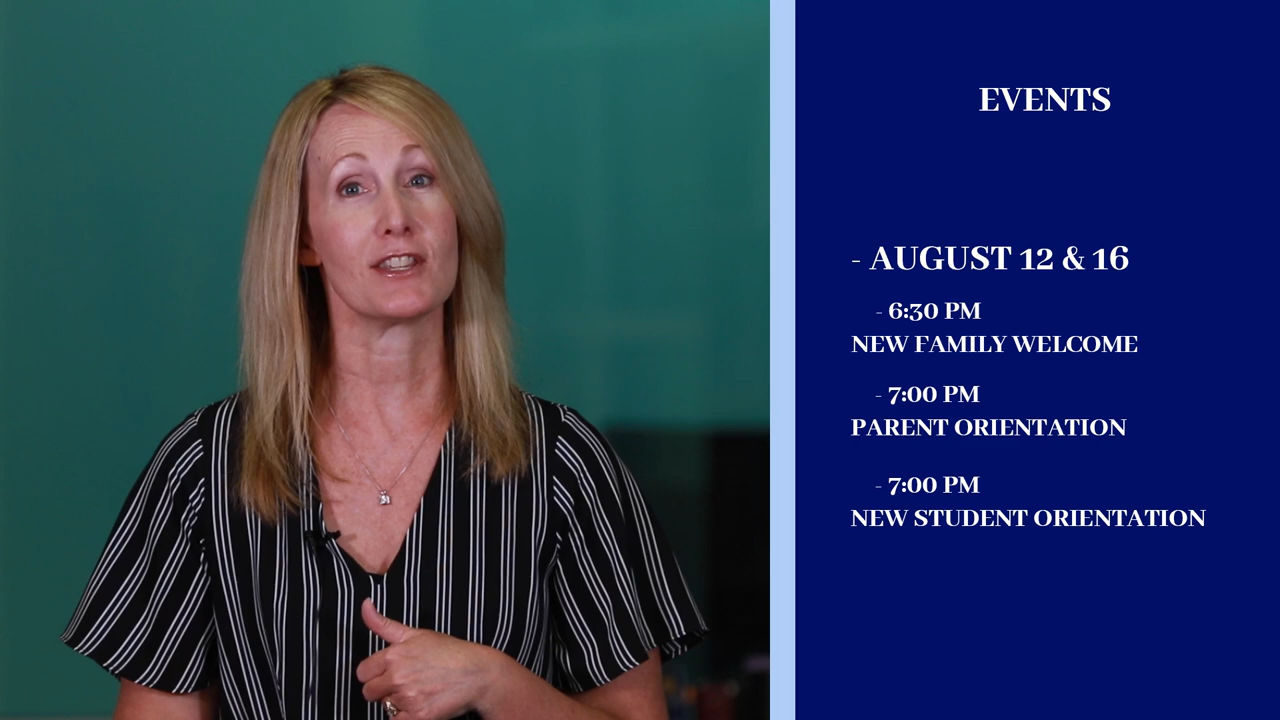 EVENTS
- AUGUST 12 & 16
- 6:30 PM
NEW FAMILY WELCOME
- 7:00 PM
PARENT ORIENTATION
- 7:00 PM
NEW STUDENT ORIENTATION